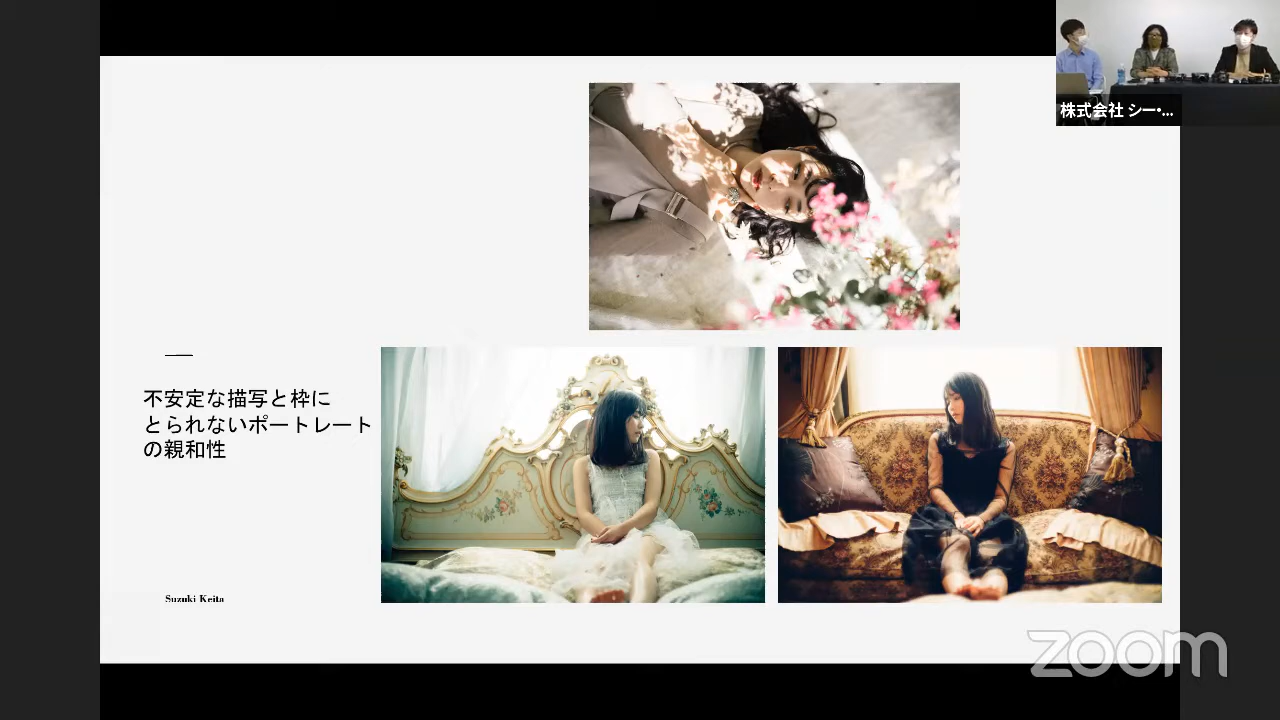 株式会社 シー・...
不安定な描写と枠に
とられないポートレート
の親和性
Suzuki Keita
zoom